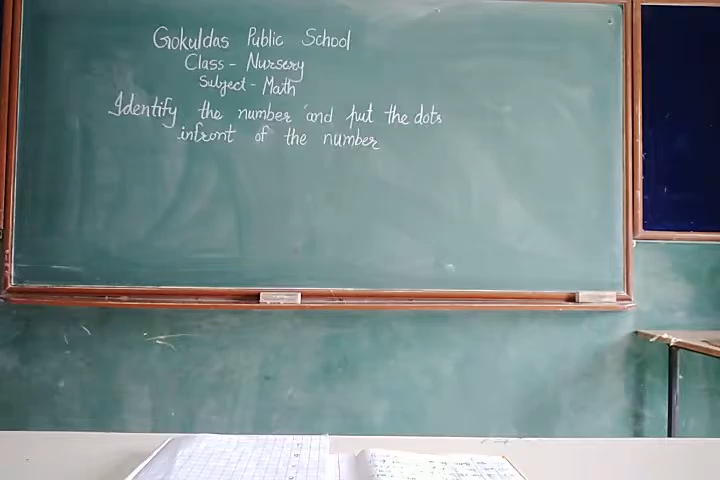 Gokuldas Public School
Class - Nursery
Subject - Math
Identify the number and put the dots
infront of the number